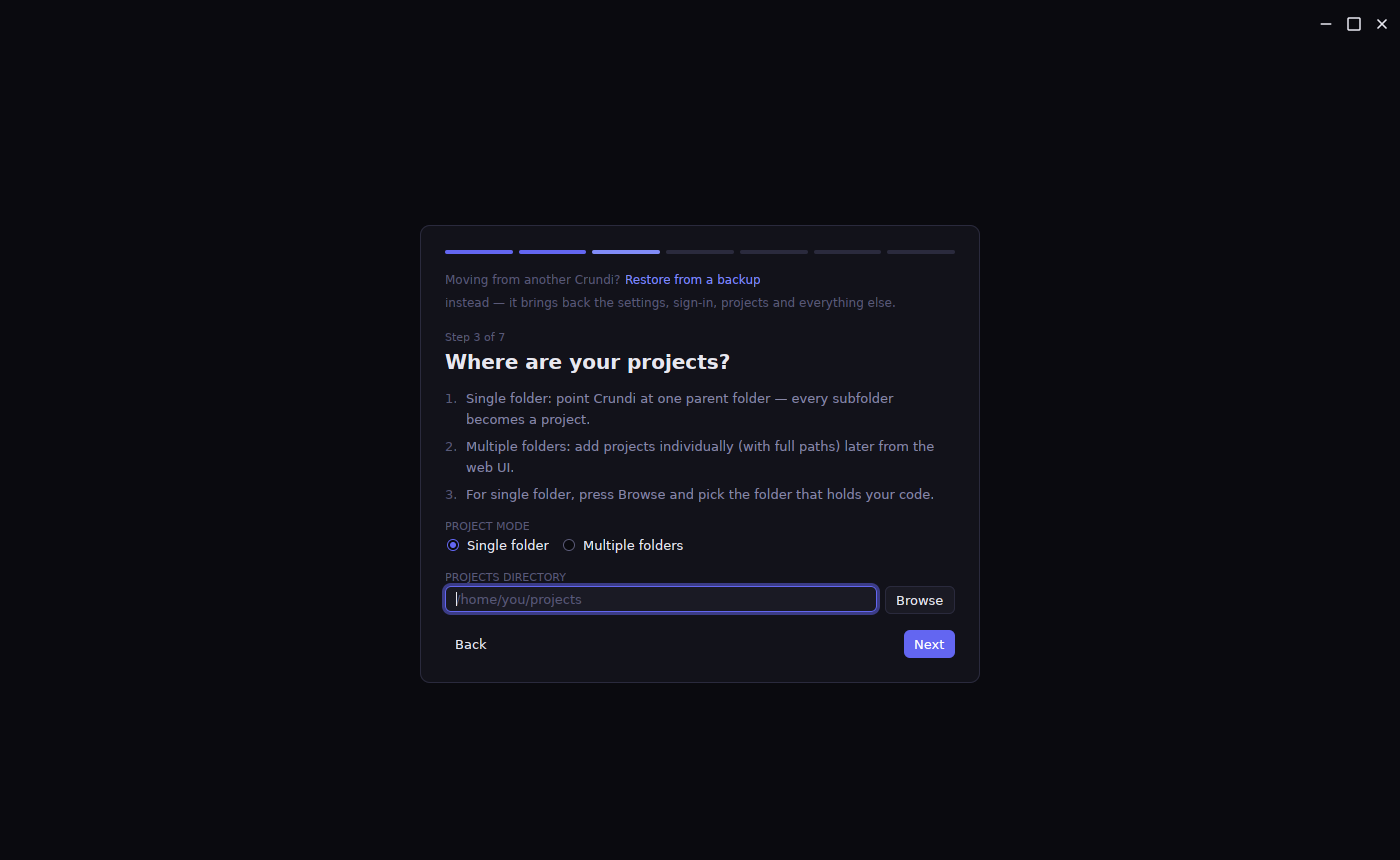 Moving from another Crundi? Restore from a backup
instead — it brings back the settings, sign-in, projects and everything else.
Step 3 of 7
Where are your projects?
1. Single folder: point Crundi at one parent folder — every subfolder
becomes a project.
2. Multiple folders: add projects individually (with full paths) later from the
web UI.
3. For single folder, press Browse and pick the folder that holds your code.
PROJECT MODE
Single folder Multiple folders
PROJECTS DIRECTORY
/home/you/projects Browse
Back Next